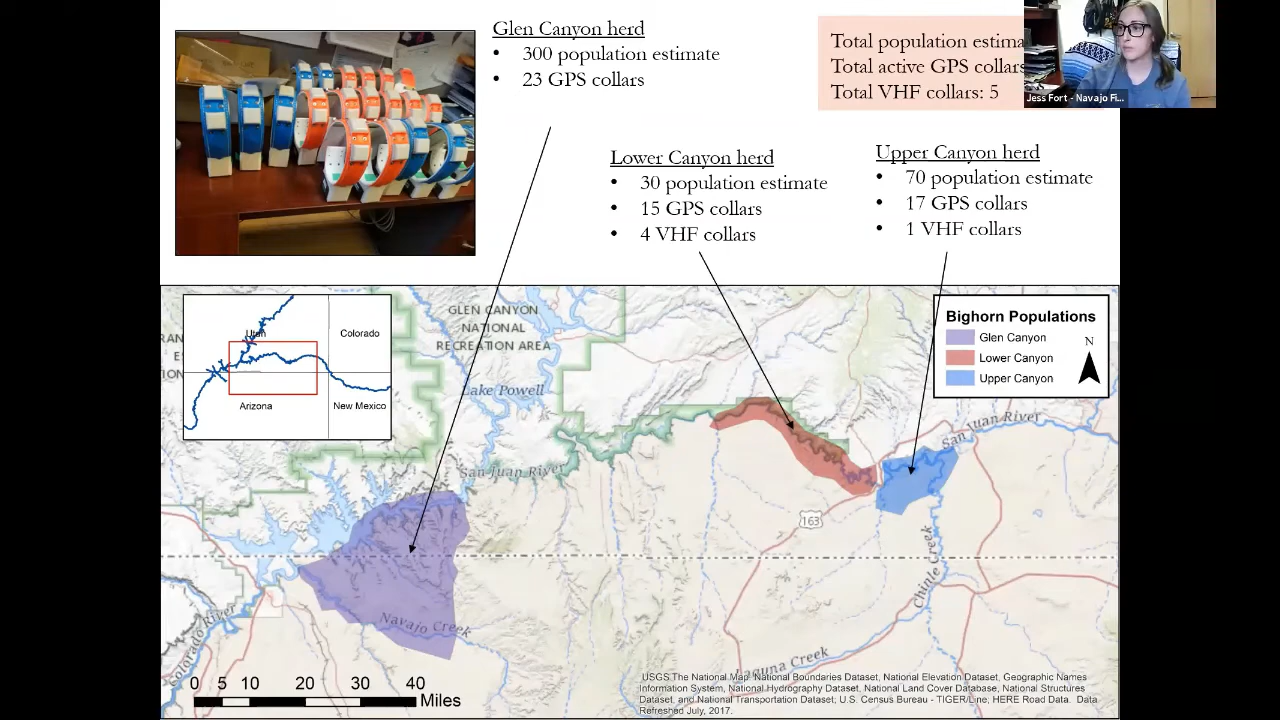 Glen Canyon herd
• 300 population estimate
• 23 GPS collars
Total population estima
Total active GPS collars
Total VHF collars: 5
Jess Fort - Navajo Fi...
Lower Canyon herd
• 30 population estimate
• 15 GPS collars
• 4 VHF collars
Upper Canyon herd
• 70 population estimate
• 17 GPS collars
• 1 VHF collars
Utah
Colorado
Arizona
New Mexico
GLEN CANYON
NATIONAL
RECREATION AREA
Lake Powell
San Juan River
San Juan River
163
Chinle Creek
Navajo Creek
Laguna Creek
Colorado River
Bighorn Populations
Glen Canyon
Lower Canyon
Upper Canyon
N
0 5 10 20 30 40
Miles
USGS The National Map: National Boundaries Dataset, National Elevation Dataset, Geographic Names
Information System, National Hydrography Dataset, National Land Cover Database, National Structures
Dataset, and National Transportation Dataset; U.S. Census Bureau - TIGER/Line; HERE Road Data. Data
Refreshed July, 2017.